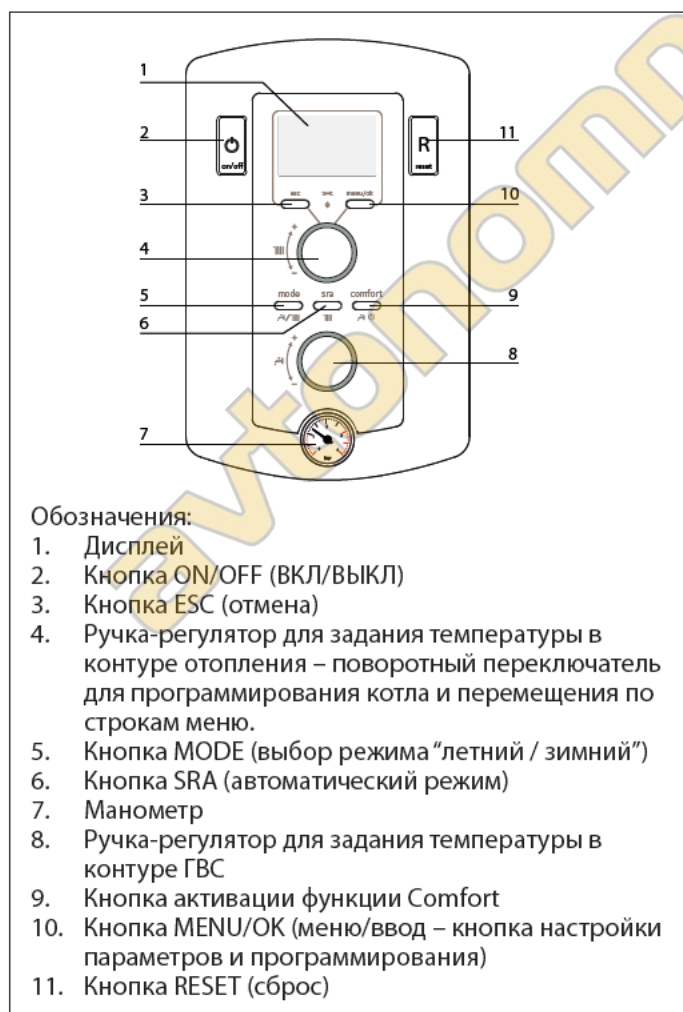 1
2
on/off
R
reset
11
esc
menu/ok
3
10
4
+
-
mode
sra
comfort
5
9
6
+
-
8
7
bar
avtonomn
Обозначения:
1. Дисплей
2. Кнопка ON/OFF (ВКЛ/ВЫКЛ)
3. Кнопка ESC (отмена)
4. Ручка-регулятор для задания температуры в
контуре отопления – поворотный переключатель
для программирования котла и перемещения по
строкам меню.
5. Кнопка MODE (выбор режима “летний / зимний”)
6. Кнопка SRA (автоматический режим)
7. Манометр
8. Ручка-регулятор для задания температуры в
контуре ГВС
9. Кнопка активации функции Comfort
10. Кнопка MENU/OK (меню/ввод – кнопка настройки
параметров и программирования)
11. Кнопка RESET (сброс)